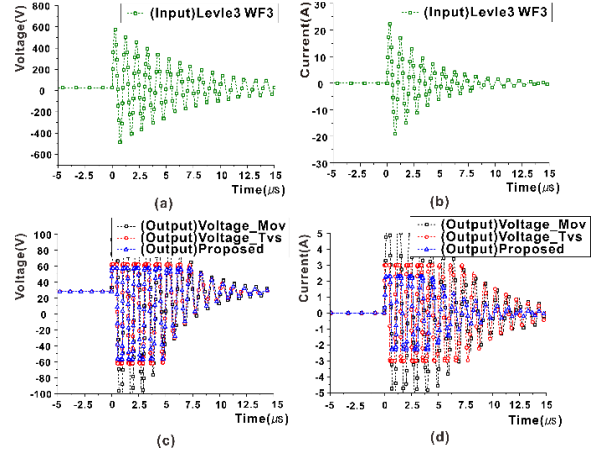 (Input)Levle3 WF3
Voltage(V)
800
600
400
200
0
-200
-400
-600
-5 -2.5 0 2.5 5 7.5 10 12.5 15
Time(μs)
(a)
(Input)Levle3 WF3
Current(A)
30
20
10
0
-10
-20
-30
-5 -2.5 0 2.5 5 7.5 10 12.5 15
Time(μs)
(b)
(Output)Voltage_Mov
(Output)Voltage_Tvs
(Output)Proposed
Voltage(V)
100
80
60
40
20
0
-20
-40
-60
-80
-100
-5 -2.5 0 2.5 5 7.5 10 12.5 15
Time(μs)
(c)
(Output)Voltage_Mov
(Output)Voltage_Tvs
(Output)Proposed
Current(A)
5
4
3
2
1
0
-1
-2
-3
-4
-5
-5 -2.5 0 2.5 5 7.5 10 12.5 15
Time(μs)
(d)